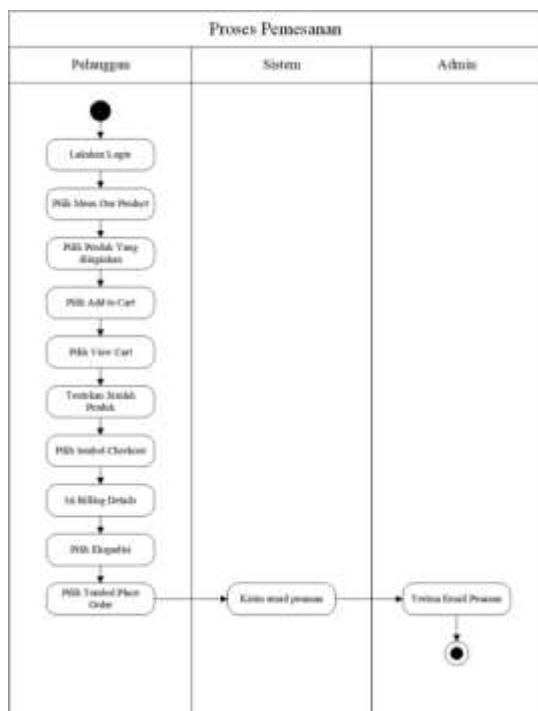 Proses Pemesanan
Pelanggan
Sistem
Admin
Lakukan Login
Pilih Menu Our Product
Pilih Produk Yang
diinginkan
Pilih Add to Cart
Pilih View Cart
Tentukan Jumlah
Produk
Pilih tombol Checkout
Isi Billing Details
Pilih Ekspedisi
Pilih Tombol Place
Order
Kirim email pesanan
Terima Email Pesanan